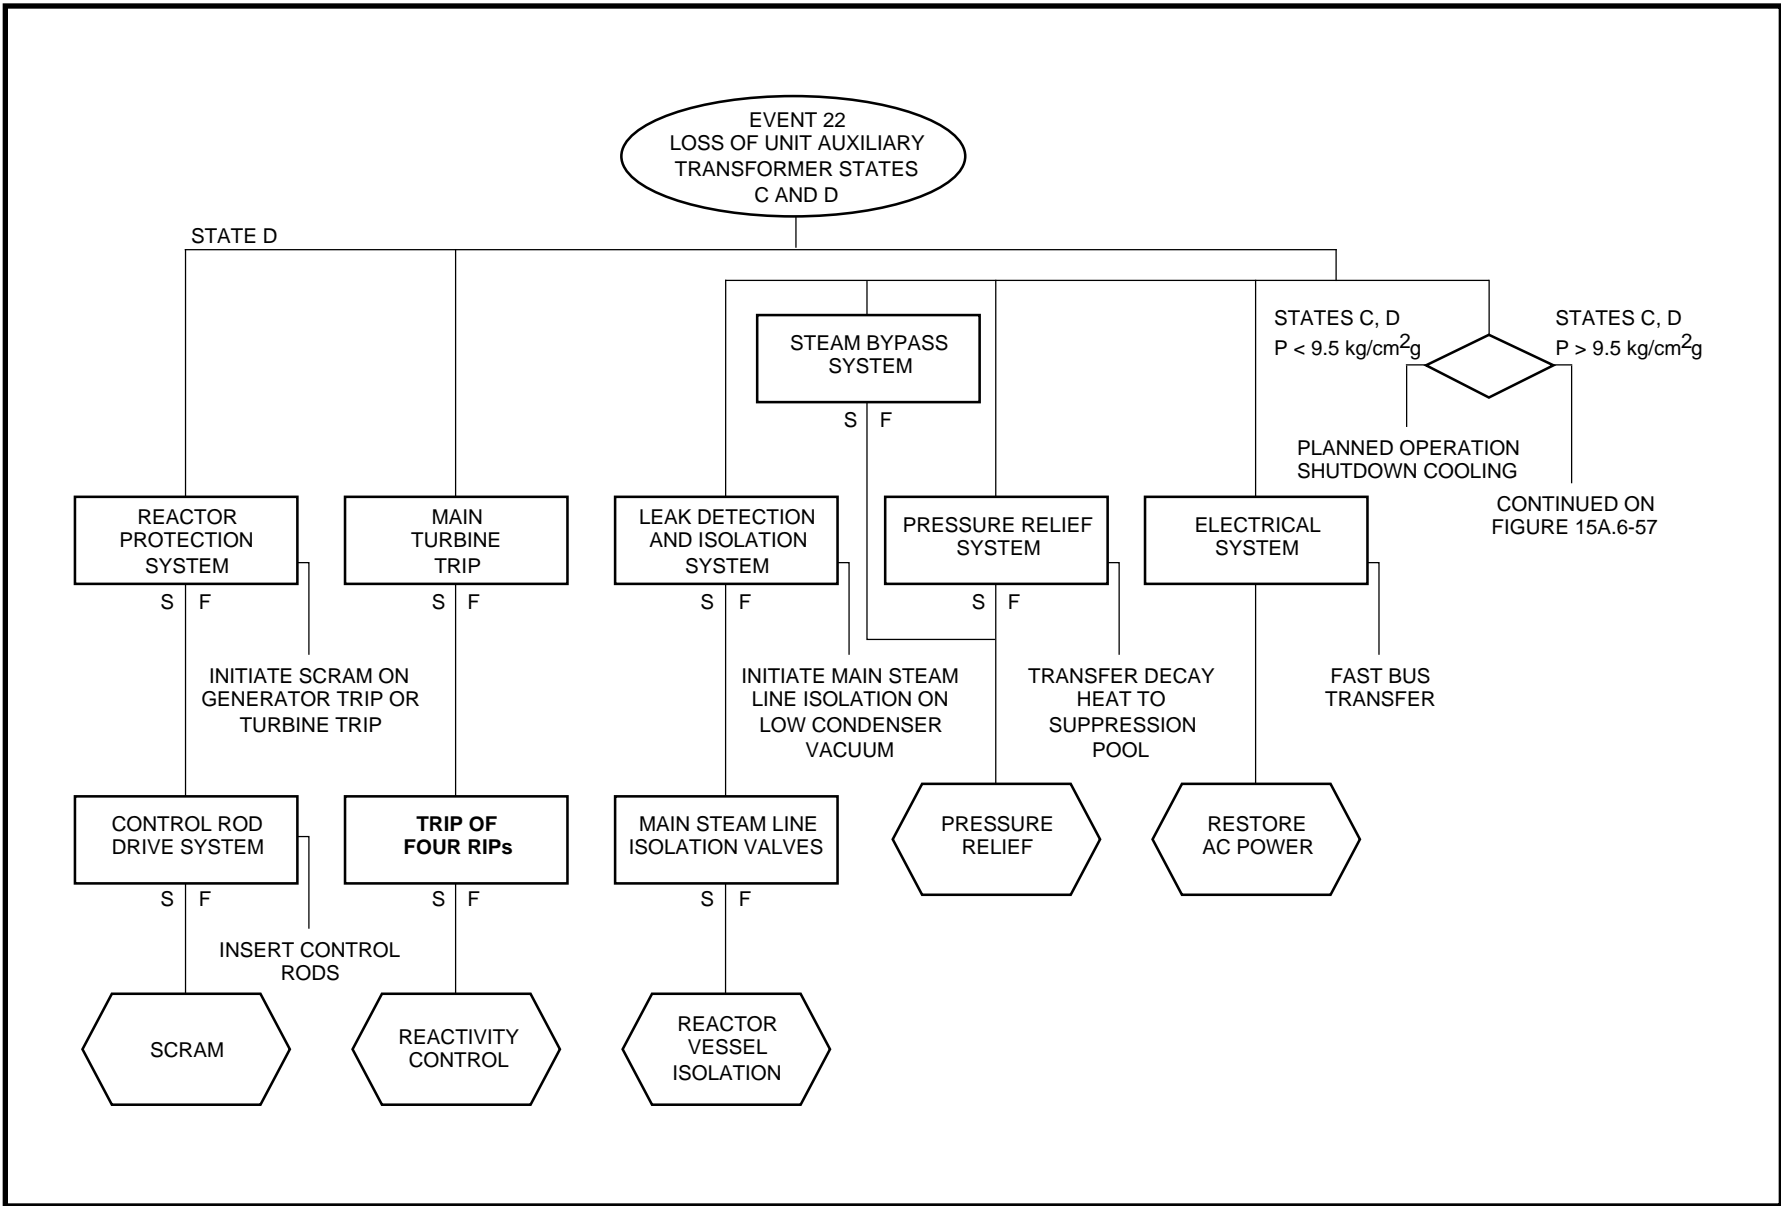 EVENT 22
LOSS OF UNIT AUXILIARY
TRANSFORMER STATES
C AND D
STATE D
STEAM BYPASS
SYSTEM
S F
STATES C, D
P < 9.5 kg/cm²g
STATES C, D
P > 9.5 kg/cm²g
PLANNED OPERATION
SHUTDOWN COOLING
CONTINUED ON
FIGURE 15A.6-57
REACTOR
PROTECTION
SYSTEM
S F
MAIN
TURBINE
TRIP
S F
LEAK DETECTION
AND ISOLATION
SYSTEM
S F
PRESSURE RELIEF
SYSTEM
S F
ELECTRICAL
SYSTEM
INITIATE SCRAM ON
GENERATOR TRIP OR
TURBINE TRIP
INITIATE MAIN STEAM
LINE ISOLATION ON
LOW CONDENSER
VACUUM
TRANSFER DECAY
HEAT TO
SUPPRESSION
POOL
FAST BUS
TRANSFER
CONTROL ROD
DRIVE SYSTEM
S F
TRIP OF
FOUR RIPs
S F
MAIN STEAM LINE
ISOLATION VALVES
S F
PRESSURE
RELIEF
RESTORE
AC POWER
INSERT CONTROL
RODS
SCRAM
REACTIVITY
CONTROL
REACTOR
VESSEL
ISOLATION